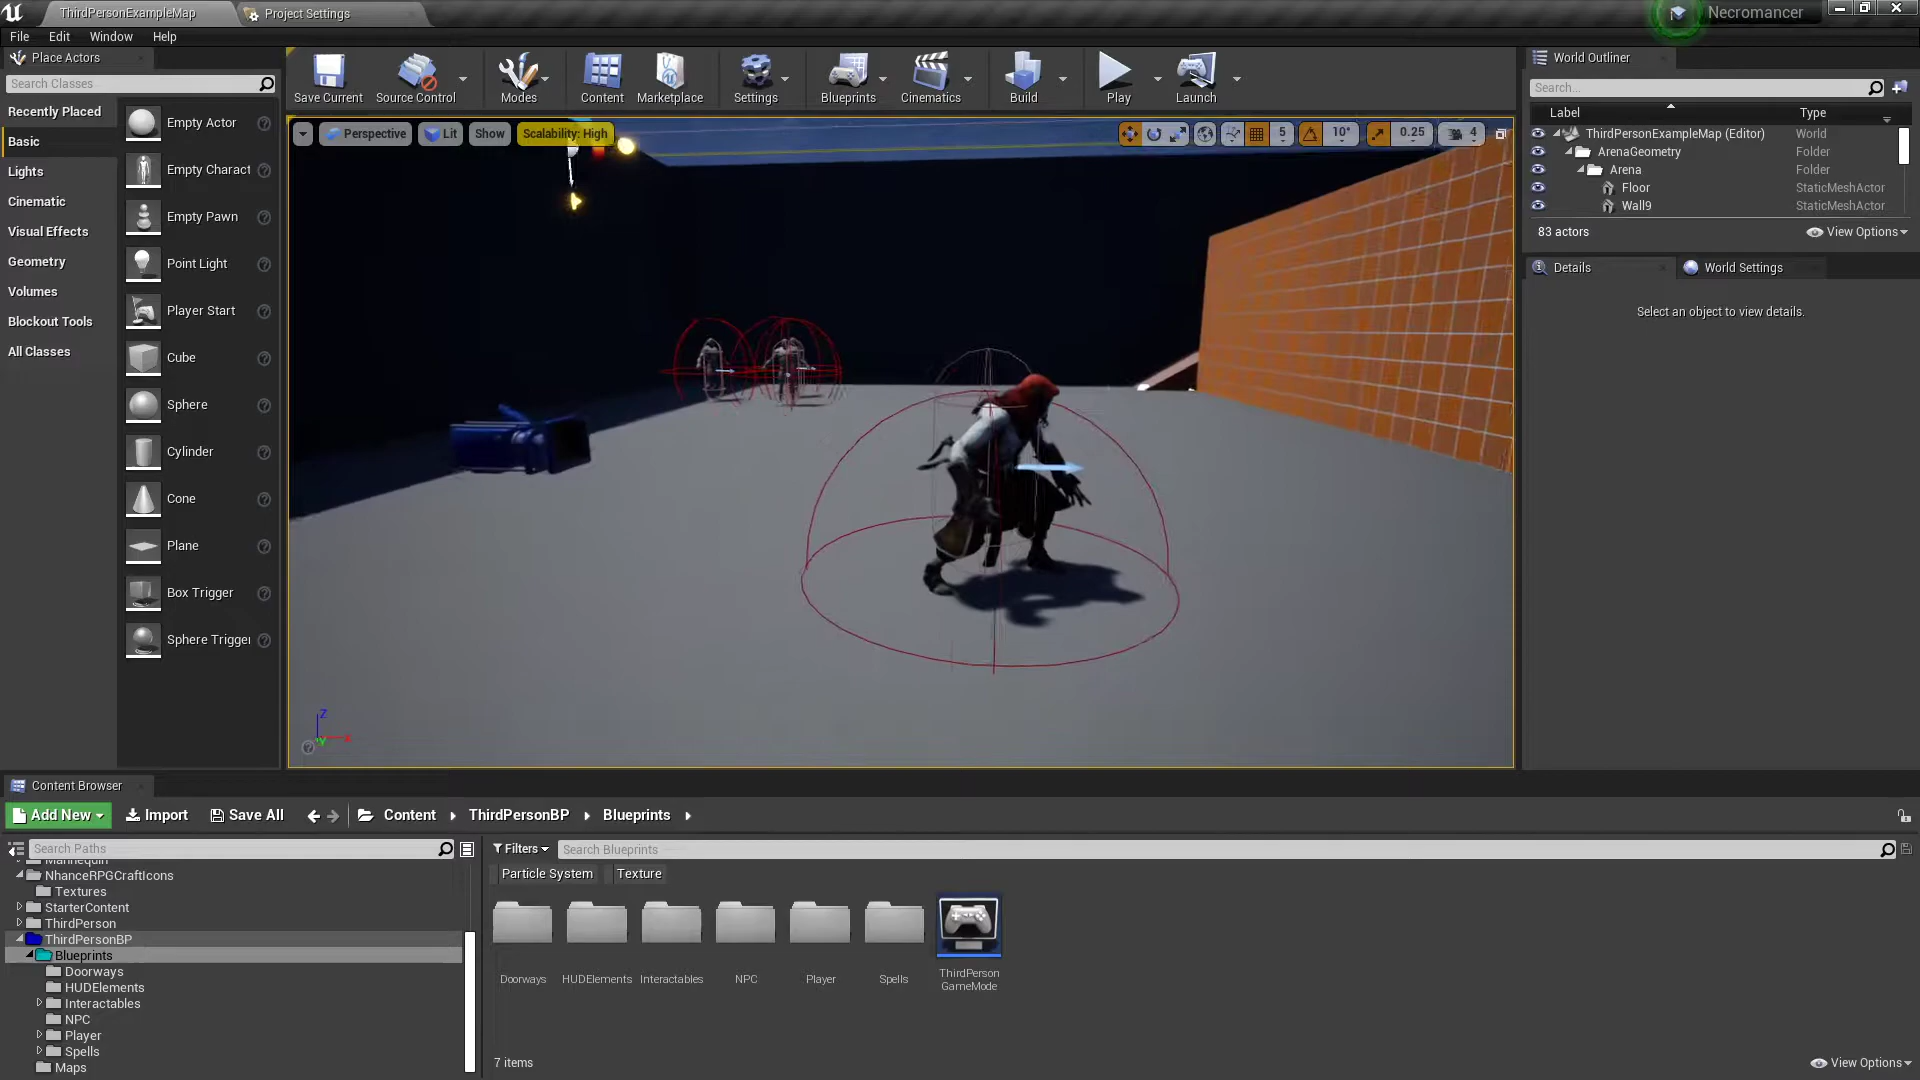 ThirdPersonExampleMap
Project Settings
Necromancer
File Edit Window Help
Place Actors
Search Classes
Recently Placed
Basic
Lights
Cinematic
Visual Effects
Geometry
Volumes
Blockout Tools
All Classes
Empty Actor
Empty Charact
Empty Pawn
Point Light
Player Start
Cube
Sphere
Cylinder
Cone
Plane
Box Trigger
Sphere Trigger
Save Current
Source Control
Modes
Content
Marketplace
Settings
Blueprints
Cinematics
Build
Play
Launch
Perspective
Lit
Show
Scalability: High
5
10°
0.25
4
Z
Y
World Outliner
Search...
Label Type
ThirdPersonExampleMap (Editor) World
ArenaGeometry Folder
Arena Folder
Floor StaticMeshActor
Wall9 StaticMeshActor
83 actors
View Options
Details
World Settings
Select an object to view details.
Content Browser
Add New
Import
Save All
Content
ThirdPersonBP
Blueprints
Search Paths
Mannequin
NhanceRPGCraftIcons
Textures
StarterContent
ThirdPerson
ThirdPersonBP
Blueprints
Doorways
HUDElements
Interactables
NPC
Player
Spells
Maps
Filters
Search Blueprints
Particle System
Texture
Doorways
HUDElements
Interactables
NPC
Player
Spells
ThirdPerson
GameMode
7 items
View Options